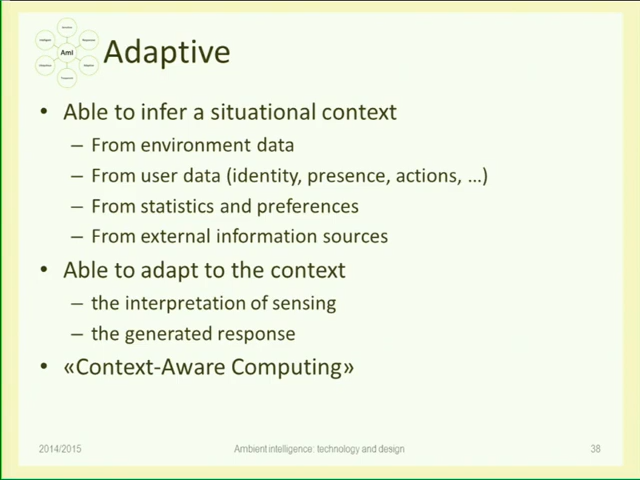 AmI
Adaptive
• Able to infer a situational context
– From environment data
– From user data (identity, presence, actions, …)
– From statistics and preferences
– From external information sources
• Able to adapt to the context
– the interpretation of sensing
– the generated response
• «Context-Aware Computing»
2014/2015
Ambient intelligence: technology and design
38